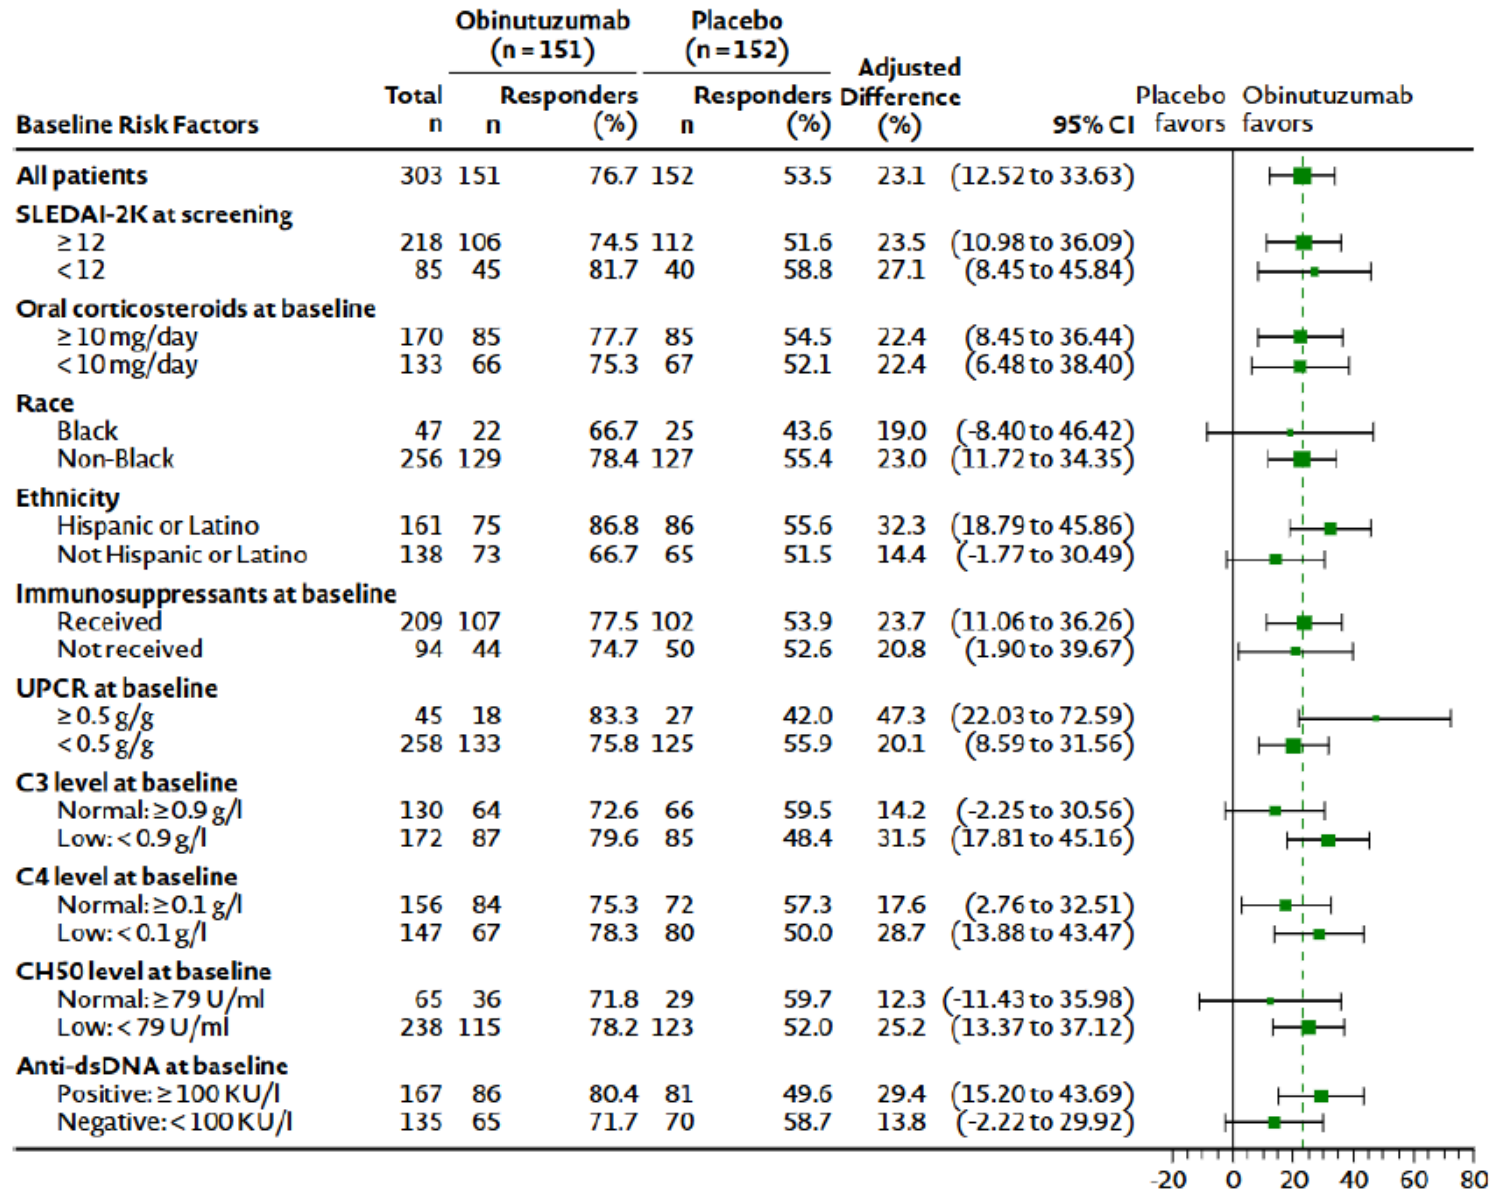 Obinutuzumab Placebo
(n=151) (n=152)
Adjusted
Total Responders Responders Difference Placebo Obinutuzumab
Baseline Risk Factors n n (%) n (%) (%) 95% CI favors favors
All patients 303 151 76.7 152 53.5 23.1 (12.52 to 33.63)
SLEDAI-2K at screening
≥12 218 106 74.5 112 51.6 23.5 (10.98 to 36.09)
<12 85 45 81.7 40 58.8 27.1 (8.45 to 45.84)
Oral corticosteroids at baseline
≥10 mg/day 170 85 77.7 85 54.5 22.4 (8.45 to 36.44)
<10 mg/day 133 66 75.3 67 52.1 22.4 (6.48 to 38.40)
Race
Black 47 22 66.7 25 43.6 19.0 (-8.40 to 46.42)
Non-Black 256 129 78.4 127 55.4 23.0 (11.72 to 34.35)
Ethnicity
Hispanic or Latino 161 75 86.8 86 55.6 32.3 (18.79 to 45.86)
Not Hispanic or Latino 138 73 66.7 65 51.5 14.4 (-1.77 to 30.49)
Immunosuppressants at baseline
Received 209 107 77.5 102 53.9 23.7 (11.06 to 36.26)
Not received 94 44 74.7 50 52.6 20.8 (1.90 to 39.67)
UPCR at baseline
≥0.5 g/g 45 18 83.3 27 42.0 47.3 (22.03 to 72.59)
<0.5 g/g 258 133 75.8 125 55.9 20.1 (8.59 to 31.56)
C3 level at baseline
Normal: ≥0.9 g/l 130 64 72.6 66 59.5 14.2 (-2.25 to 30.56)
Low: <0.9 g/l 172 87 79.6 85 48.4 31.5 (17.81 to 45.16)
C4 level at baseline
Normal: ≥0.1 g/l 156 84 75.3 72 57.3 17.6 (2.76 to 32.51)
Low: <0.1 g/l 147 67 78.3 80 50.0 28.7 (13.88 to 43.47)
CH50 level at baseline
Normal: ≥79 U/ml 65 36 71.8 29 59.7 12.3 (-11.43 to 35.98)
Low: <79 U/ml 238 115 78.2 123 52.0 25.2 (13.37 to 37.12)
Anti-dsDNA at baseline
Positive: ≥100 KU/l 167 86 80.4 81 49.6 29.4 (15.20 to 43.69)
Negative: <100 KU/l 135 65 71.7 70 58.7 13.8 (-2.22 to 29.92)
-20 0 20 40 60 80